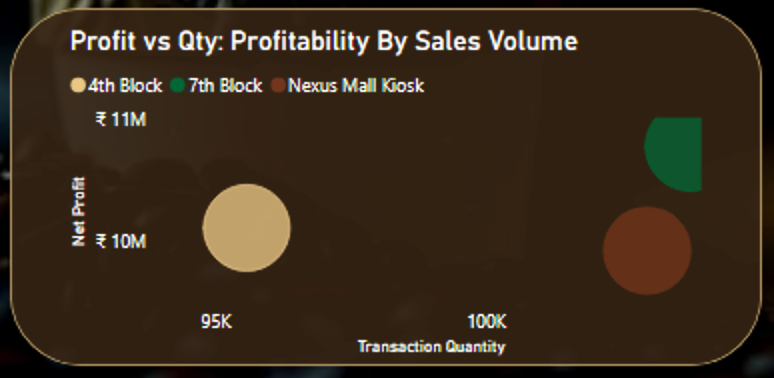 Profit vs Qty: Profitability By Sales Volume
4th Block 7th Block Nexus Mall Kiosk
₹ 11M
Net Profit
₹ 10M
95K 100K
Transaction Quantity